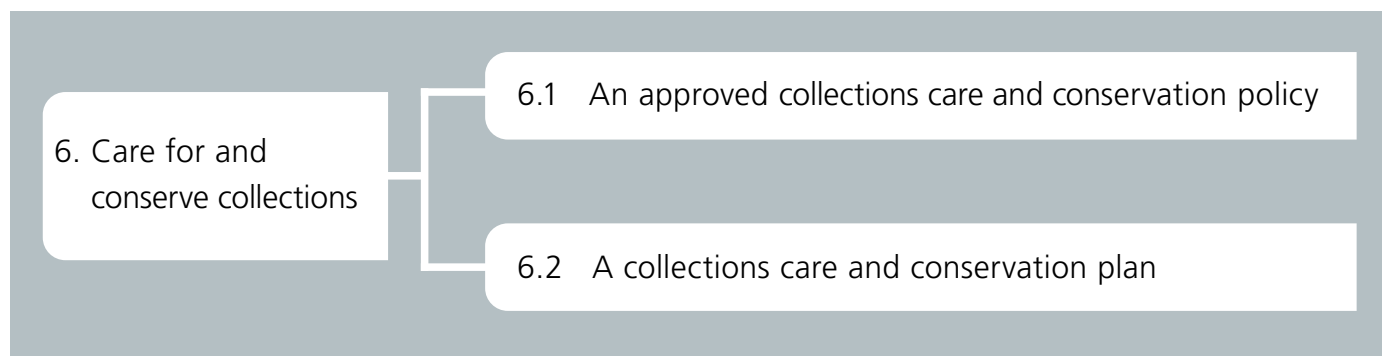 6. Care for and
conserve collections
6.1 An approved collections care and conservation policy
6.2 A collections care and conservation plan